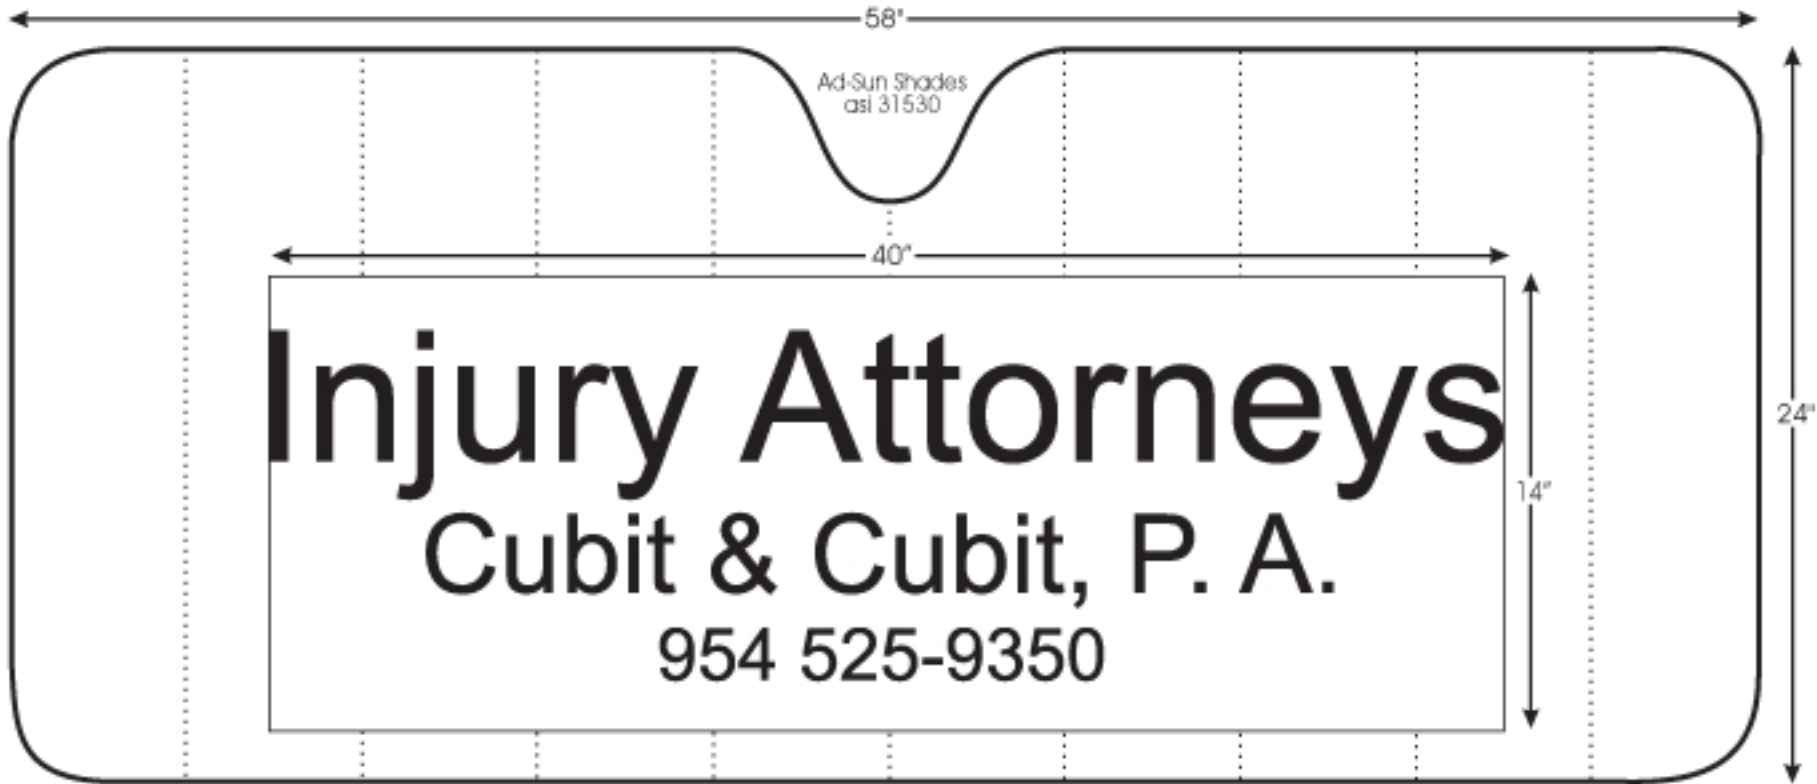 58"
Ad-Sun Shades
asi 31530
40"
Injury Attorneys
24"
14"
Cubit & Cubit, P. A.
954 525-9350